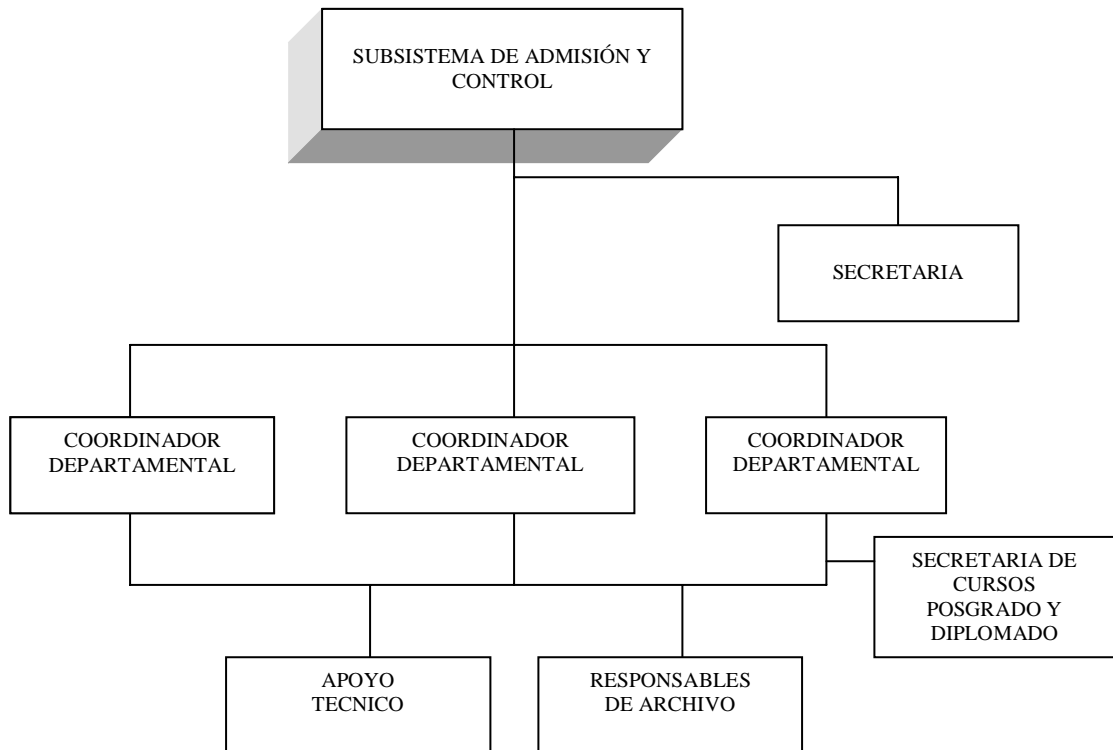 SUBSISTEMA DE ADMISIÓN Y
CONTROL
SECRETARIA
COORDINADOR
DEPARTAMENTAL
COORDINADOR
DEPARTAMENTAL
COORDINADOR
DEPARTAMENTAL
SECRETARIA DE
CURSOS
POSGRADO Y
DIPLOMADO
APOYO
TECNICO
RESPONSABLES
DE ARCHIVO